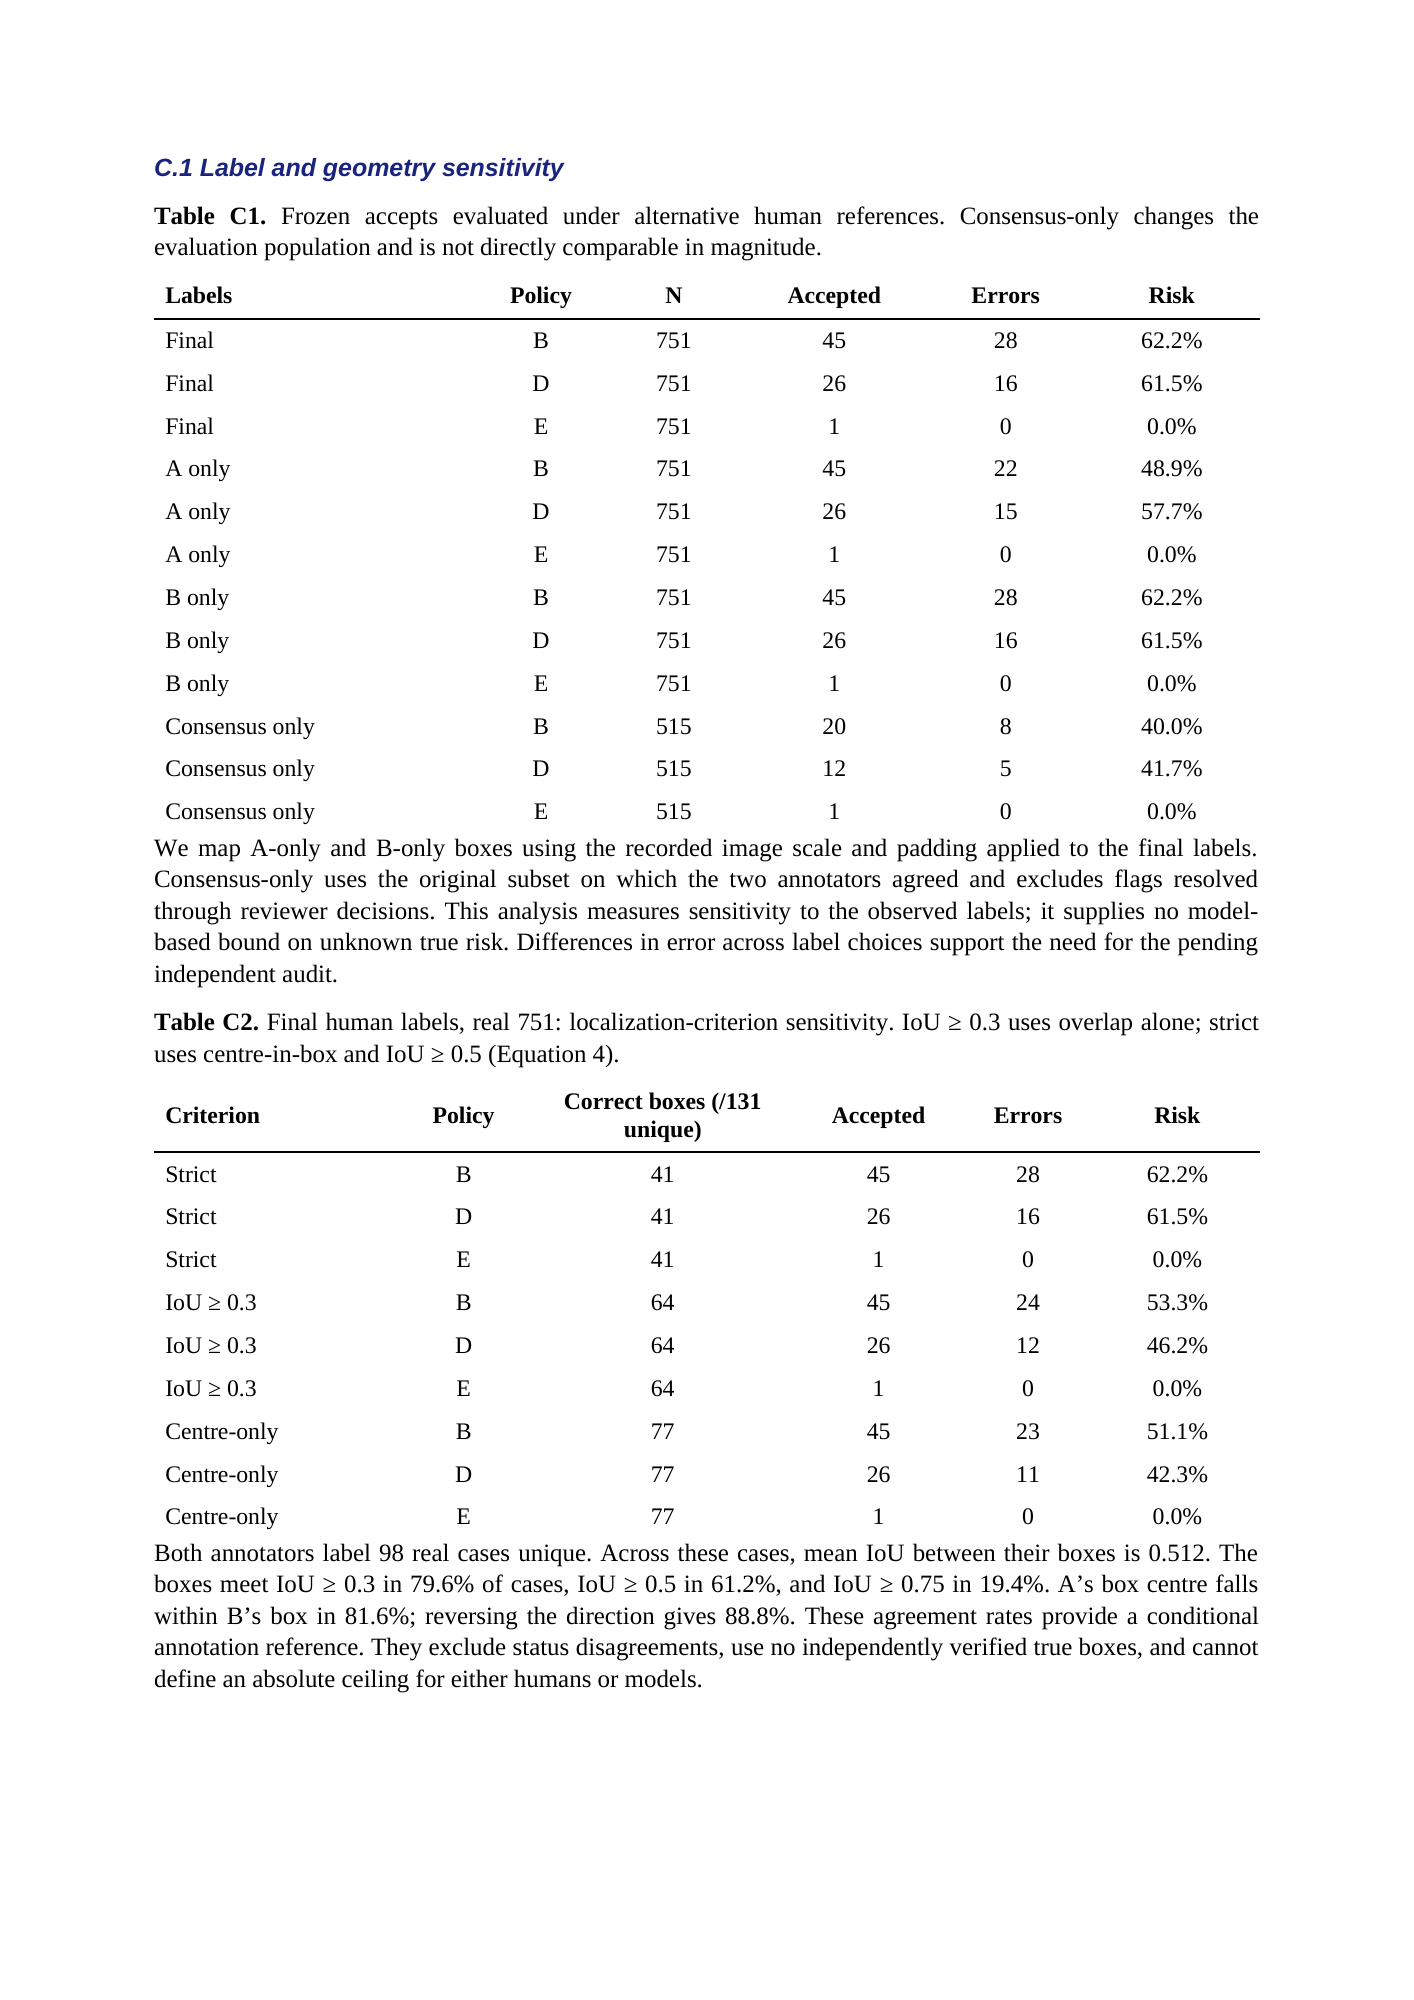 C.1 Label and geometry sensitivity
Table C1. Frozen accepts evaluated under alternative human references. Consensus-only changes the
evaluation population and is not directly comparable in magnitude.
Labels Policy N Accepted Errors Risk
Final B 751 45 28 62.2%
Final D 751 26 16 61.5%
Final E 751 1 0 0.0%
A only B 751 45 22 48.9%
A only D 751 26 15 57.7%
A only E 751 1 0 0.0%
B only B 751 45 28 62.2%
B only D 751 26 16 61.5%
B only E 751 1 0 0.0%
Consensus only B 515 20 8 40.0%
Consensus only D 515 12 5 41.7%
Consensus only E 515 1 0 0.0%
We map A-only and B-only boxes using the recorded image scale and padding applied to the final labels.
Consensus-only uses the original subset on which the two annotators agreed and excludes flags resolved
through reviewer decisions. This analysis measures sensitivity to the observed labels; it supplies no model-
based bound on unknown true risk. Differences in error across label choices support the need for the pending
independent audit.
Table C2. Final human labels, real 751: localization-criterion sensitivity. IoU ≥ 0.3 uses overlap alone; strict
uses centre-in-box and IoU ≥ 0.5 (Equation 4).
Criterion Policy Correct boxes (/131
unique) Accepted Errors Risk
Strict B 41 45 28 62.2%
Strict D 41 26 16 61.5%
Strict E 41 1 0 0.0%
IoU ≥ 0.3 B 64 45 24 53.3%
IoU ≥ 0.3 D 64 26 12 46.2%
IoU ≥ 0.3 E 64 1 0 0.0%
Centre-only B 77 45 23 51.1%
Centre-only D 77 26 11 42.3%
Centre-only E 77 1 0 0.0%
Both annotators label 98 real cases unique. Across these cases, mean IoU between their boxes is 0.512. The
boxes meet IoU ≥ 0.3 in 79.6% of cases, IoU ≥ 0.5 in 61.2%, and IoU ≥ 0.75 in 19.4%. A’s box centre falls
within B’s box in 81.6%; reversing the direction gives 88.8%. These agreement rates provide a conditional
annotation reference. They exclude status disagreements, use no independently verified true boxes, and cannot
define an absolute ceiling for either humans or models.